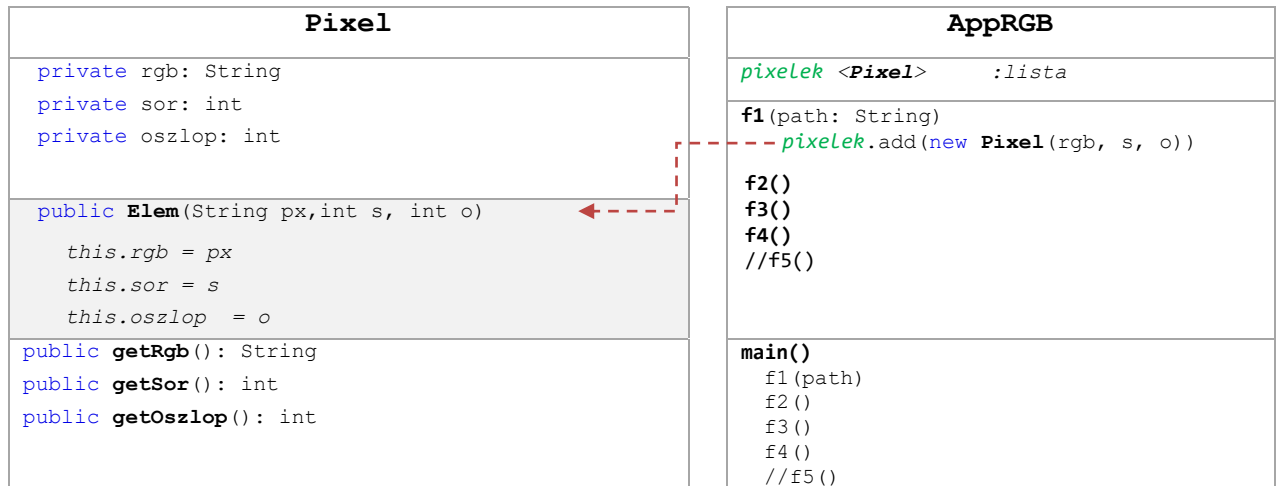 Pixel
private rgb: String
private sor: int
private oszlop: int
public Elem(String px,int s, int o)
this.rgb = px
this.sor = s
this.oszlop = o
public getRgb(): String
public getSor(): int
public getOszlop(): int
AppRGB
pixelek <Pixel> :lista
f1(path: String)
pixelek.add(new Pixel(rgb, s, o))
f2()
f3()
f4()
//f5()
main()
f1(path)
f2()
f3()
f4()
//f5()